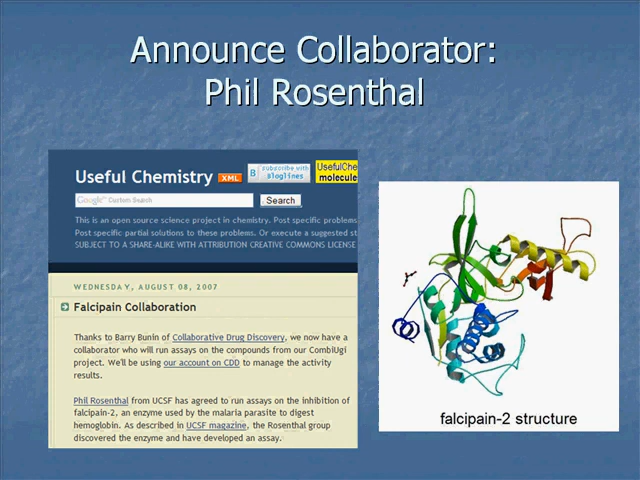 Announce Collaborator:
Phil Rosenthal
Useful Chemistry XML
B subscribe with
Bloglines
UsefulChe
molecule
Google™ Custom Search
Search
This is an open source science project in chemistry. Post specific problems
Post specific partial solutions to these problems. Or execute a suggested st
SUBJECT TO A SHARE-ALIKE WITH ATTRIBUTION CREATIVE COMMONS LICENSE
WEDNESDAY, AUGUST 08, 2007
Falcipain Collaboration
Thanks to Barry Bunin of Collaborative Drug Discovery, we now have a
collaborator who will run assays on the compounds from our CombiUgi
project. We'll be using our account on CDD to manage the activity
results.
Phil Rosenthal from UCSF has agreed to run assays on the inhibition of
falcipain-2, an enzyme used by the malaria parasite to digest
hemoglobin. As described in UCSF magazine, the Rosenthal group
discovered the enzyme and have developed an assay.
falcipain-2 structure